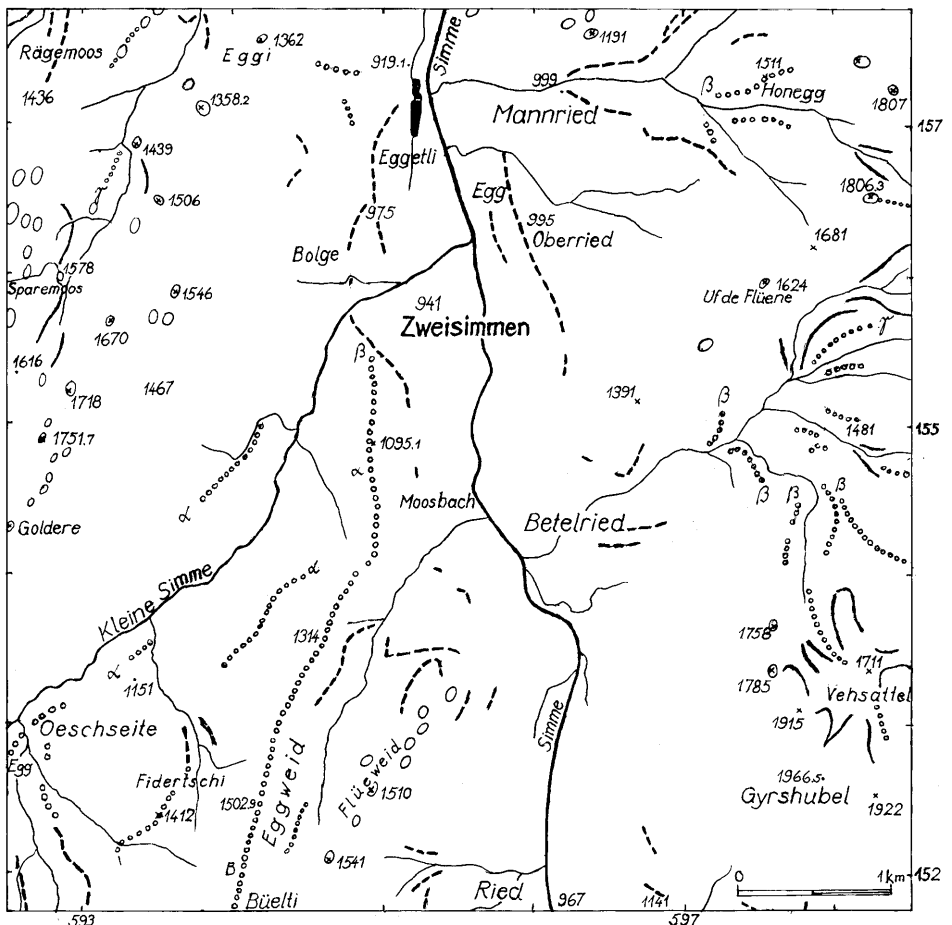 1362
1191
Rägemoos
Eggi
Simme
919.1
1511
999
β
Honegg
1436
1358.2
1807
Mannried
157
1439
Eggetli
Egg
1806.3
γ
1506
975
995
Oberried
1681
Bolge
1578
Sparemoos
1546
1624
Uf de Flüene
941
1670
Zweisimmen
γ
1616
β
1718
1467
1391
β
1751.7
1095.1
1481
155
α
Moosbach
β
β
β
α
Goldere
Betelried
Kleine Simme
α
1314
1758
α
1151
1785
1711
Vehsattel
Oeschseite
Simme
1915
Egg
Fidertschi
Eggweid
Flüeweid
1510
1502.9
1966.5
Gyrshubel
1922
1412
1541
0
1km
B
Ried
152
Büelti
967
1141
593
597